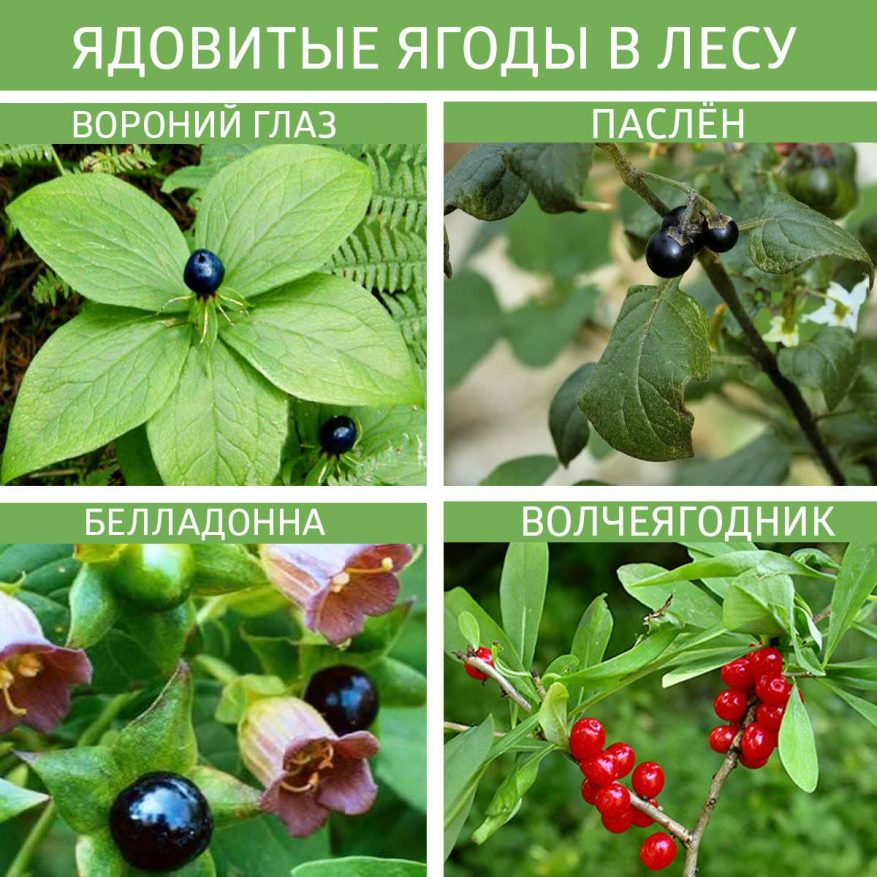 ЯДОВИТЫЕ ЯГОДЫ В ЛЕСУ
ВОРОНИЙ ГЛАЗ
ПАСЛЁН
БЕЛЛАДОННА
ВОЛЧЕЯГОДНИК